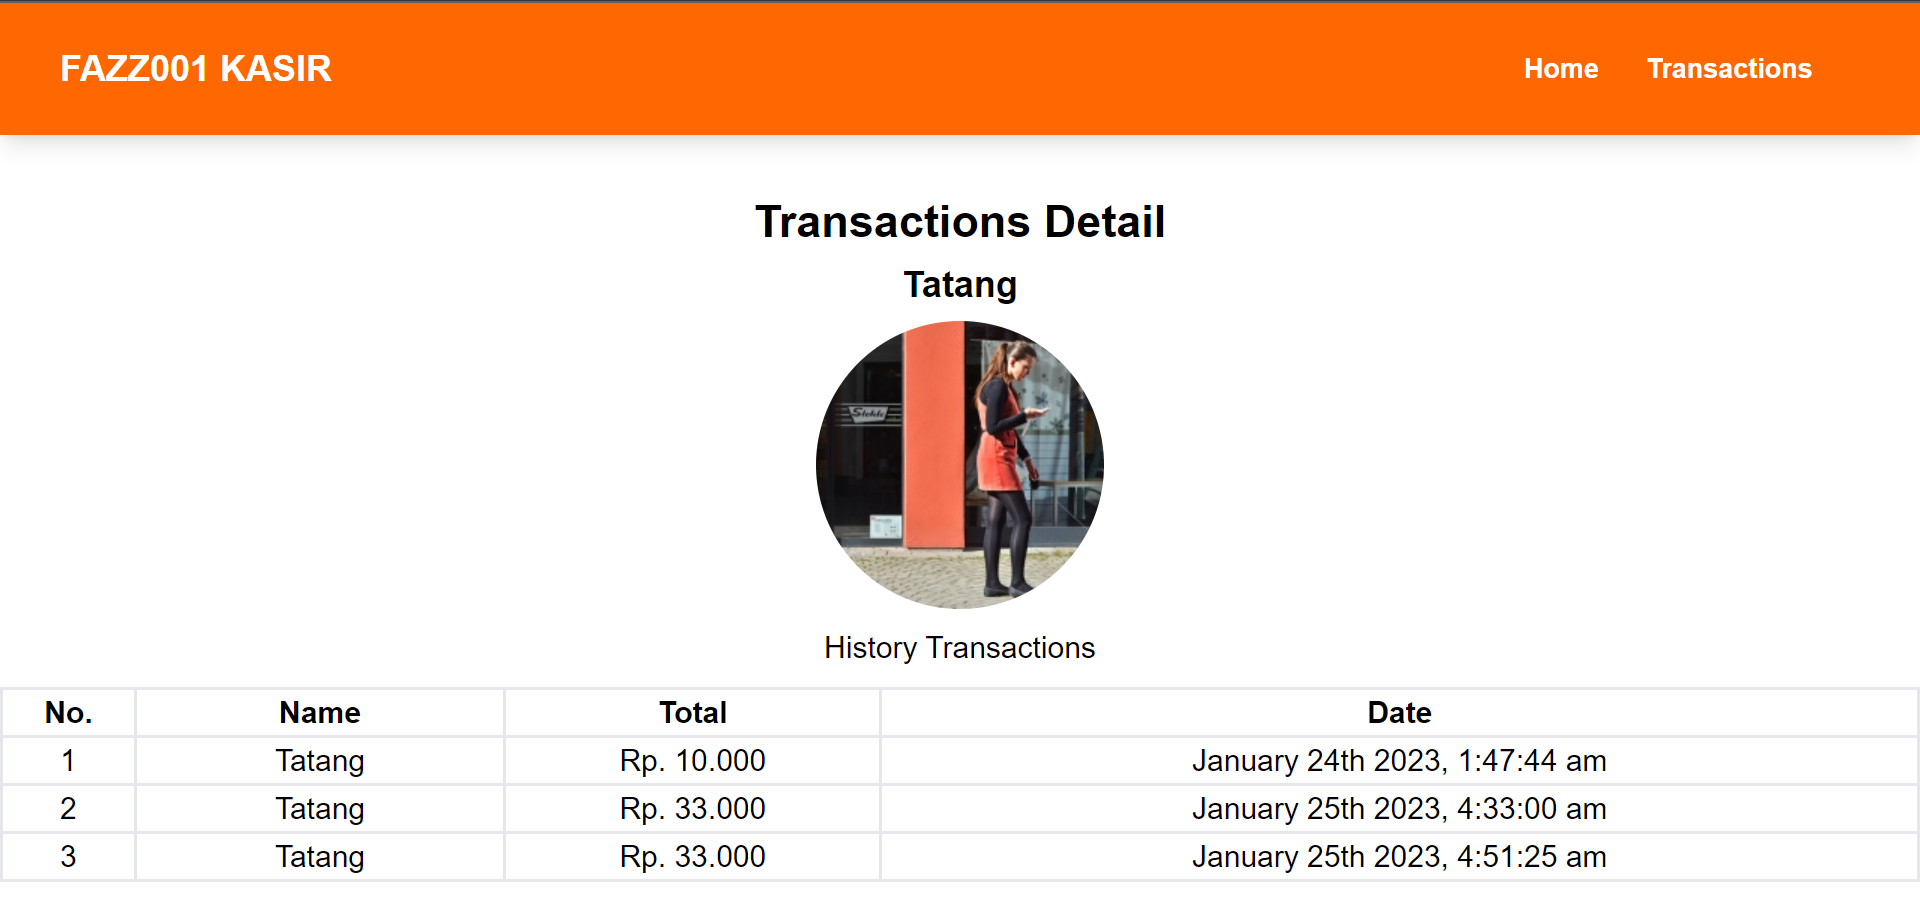 FAZZ001 KASIR Home Transactions
Transactions Detail
Tatang
History Transactions
No. Name Total Date
1 Tatang Rp. 10.000 January 24th 2023, 1:47:44 am
2 Tatang Rp. 33.000 January 25th 2023, 4:33:00 am
3 Tatang Rp. 33.000 January 25th 2023, 4:51:25 am